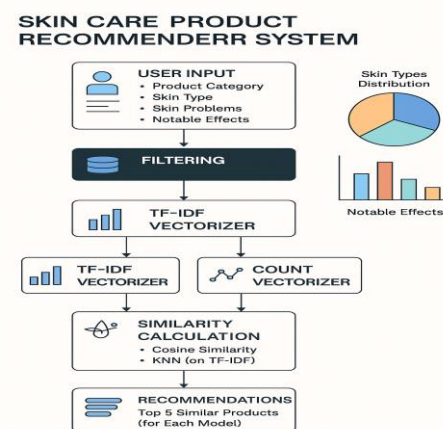 SKIN CARE PRODUCT
RECOMMENDERR SYSTEM
USER INPUT
• Product Category
• Skin Type
• Skin Problems
• Notable Effects
Skin Types
Distribution
FILTERING
Notable Effects
TF-IDF
VECTORIZER
TF-IDF
VECTORIZER
COUNT
VECTORIZER
SIMILARITY
CALCULATION
• Cosine Similarity
• KNN (on TF-IDF)
RECOMMENDATIONS
Top 5 Similar Products
(for Each Model)